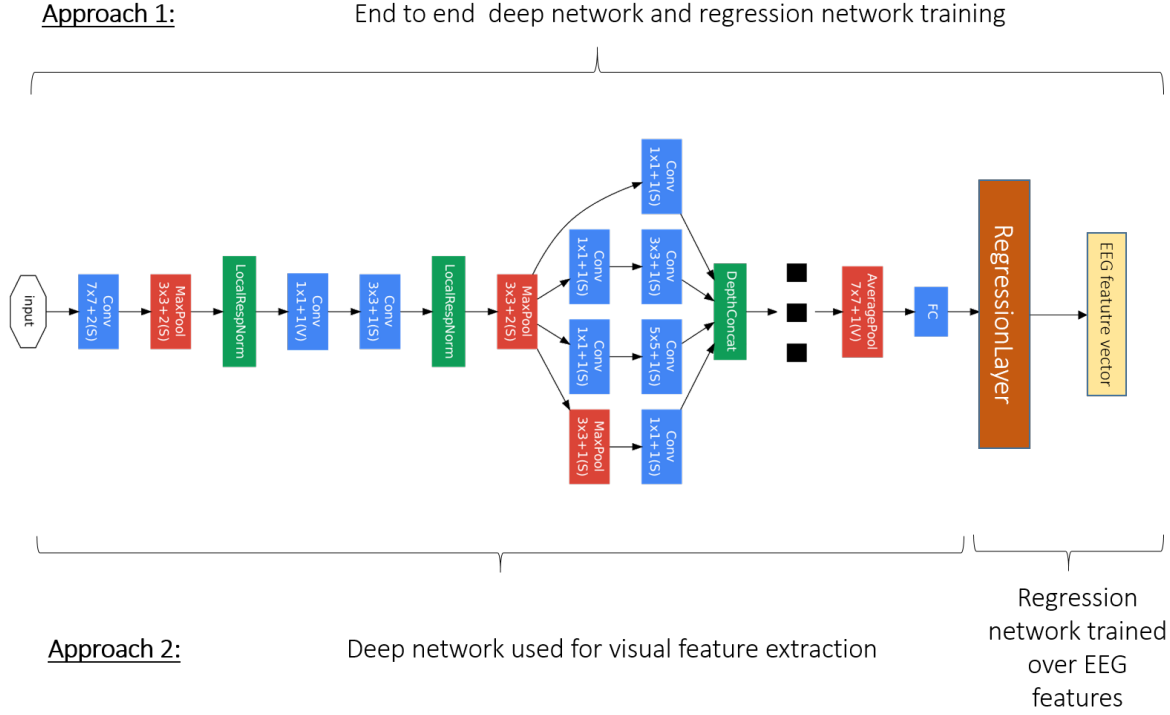 Approach 1:
End to end deep network and regression network training
input
Conv
7x7+2(S)
MaxPool
3x3+2(S)
LocalRespNorm
Conv
1x1+1(V)
Conv
3x3+1(S)
LocalRespNorm
MaxPool
3x3+2(S)
Conv
1x1+1(S)
Conv
1x1+1(S)
Conv
3x3+1(S)
Conv
1x1+1(S)
Conv
5x5+1(S)
MaxPool
3x3+1(S)
Conv
1x1+1(S)
DepthConcat
AveragePool
7x7+1(V)
FC
RegressionLayer
EEG featutre vector
Approach 2:
Deep network used for visual feature extraction
Regression
network trained
over EEG
features